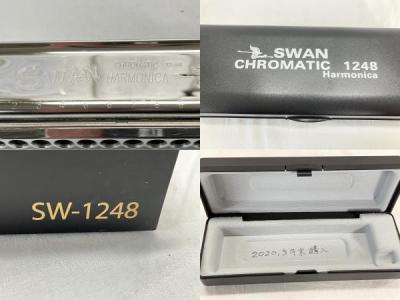 SWAN
CHROMATIC
HARMONICA
SWAN
CHROMATIC 1248
Harmonica
SW-1248
2020,3月末購入